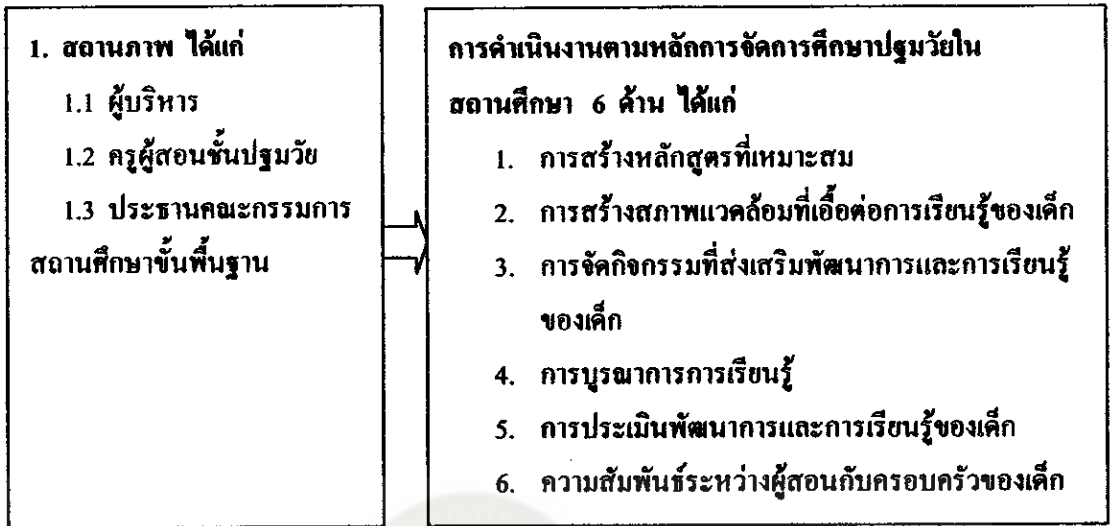 1. สถานภาพ ได้แก่
1.1 ผู้บริหาร
1.2 ครูผู้สอนชั้นปฐมวัย
1.3 ประธานคณะกรรมการ
สถานศึกษาขั้นพื้นฐาน
การดำเนินงานตามหลักการจัดการศึกษาปฐมวัยใน
สถานศึกษา 6 ด้าน ได้แก่
1. การสร้างหลักสูตรที่เหมาะสม
2. การสร้างสภาพแวดล้อมที่เอื้อต่อการเรียนรู้ของเด็ก
3. การจัดกิจกรรมที่ส่งเสริมพัฒนาการและการเรียนรู้
ของเด็ก
4. การบูรณาการการเรียนรู้
5. การประเมินพัฒนาการและการเรียนรู้ของเด็ก
6. ความสัมพันธ์ระหว่างผู้สอนกับครอบครัวของเด็ก